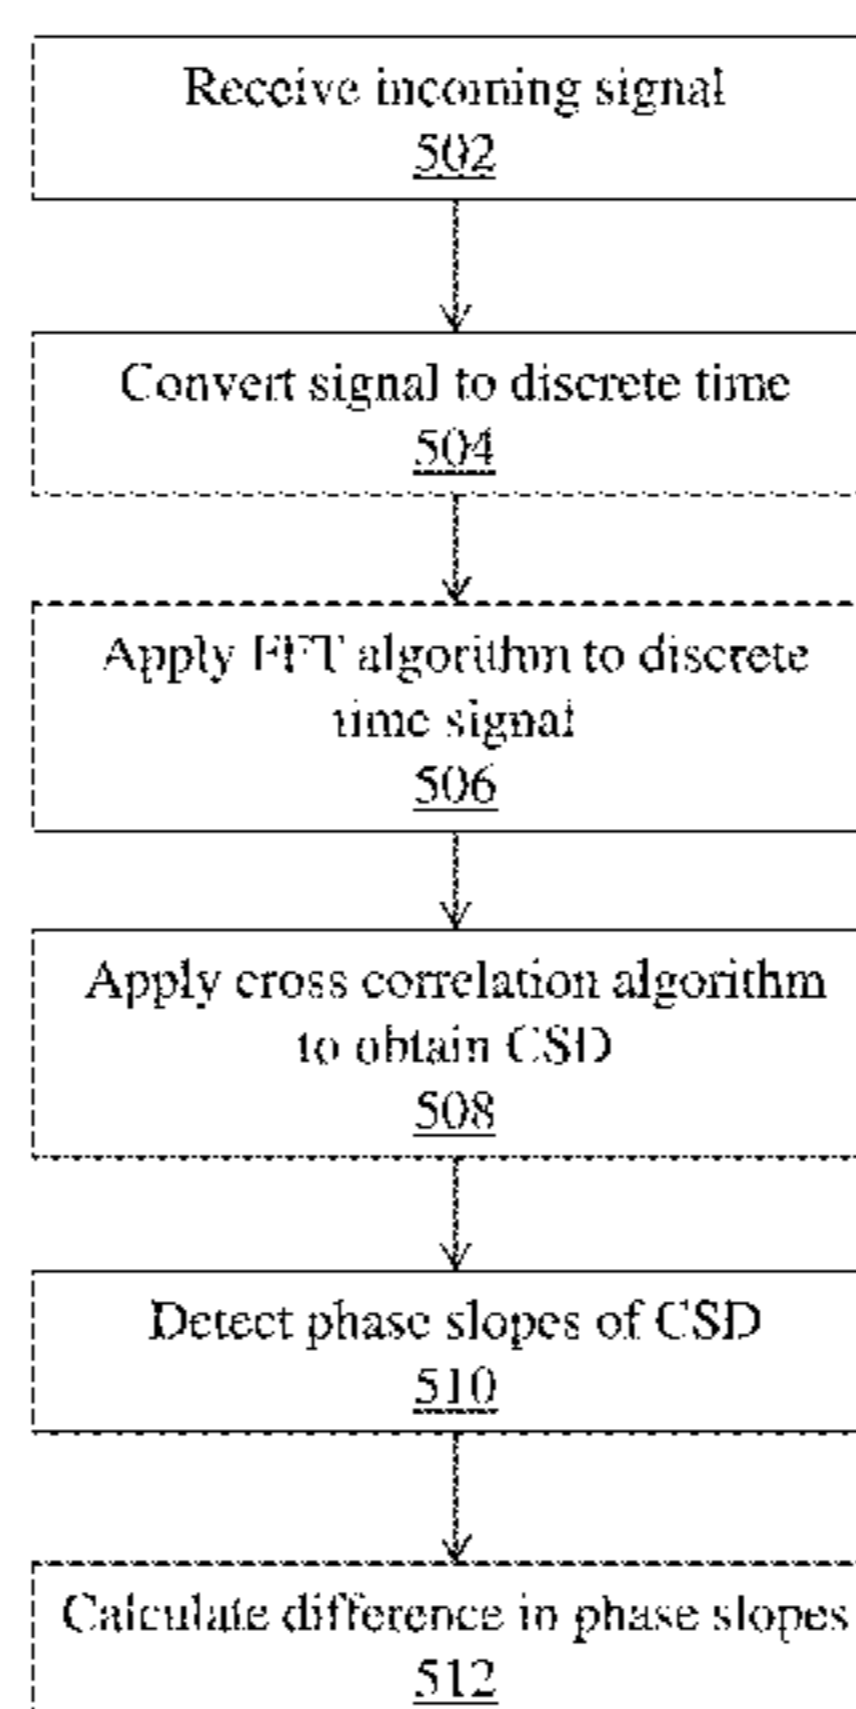 Receive incoming signal
502
Convert signal to discrete time
504
Apply FFT algorithm to discrete
time signal
506
Apply cross correlation algorithm
to obtain CSD
508
Detect phase slopes of CSD
510
Calculate difference in phase slopes
512